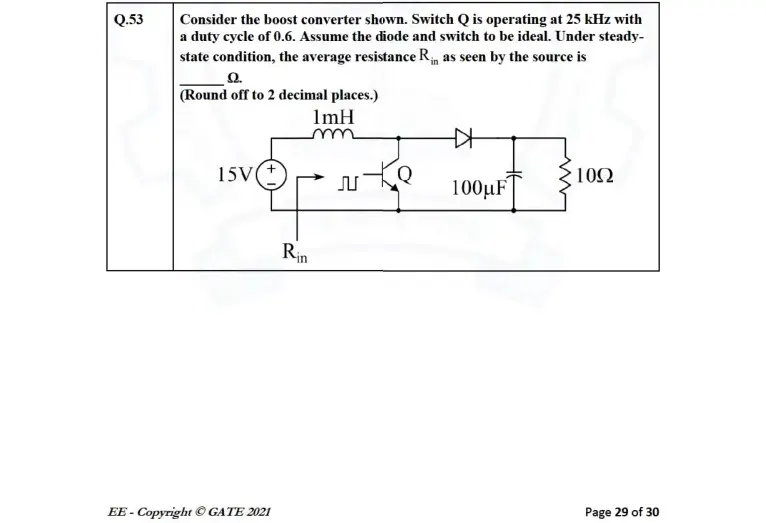 Q.53
Consider the boost converter shown. Switch Q is operating at 25 kHz with
a duty cycle of 0.6. Assume the diode and switch to be ideal. Under steady-
state condition, the average resistance Rin as seen by the source is
______ Ω.
(Round off to 2 decimal places.)
1mH
15V
+
−
Q
100μF
10Ω
Rin
EE - Copyright © GATE 2021
Page 29 of 30